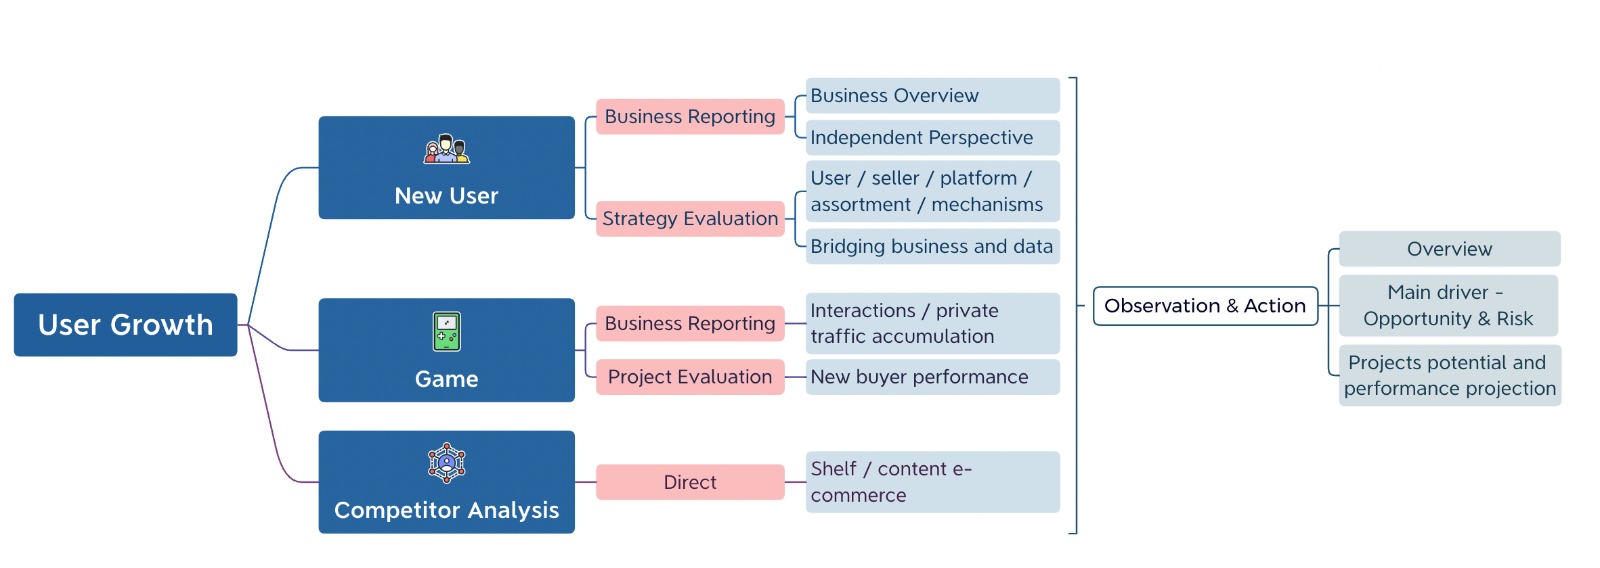 User Growth
New User
Business Reporting
Business Overview
Independent Perspective
Strategy Evaluation
User / seller / platform /
assortment / mechanisms
Bridging business and data
Game
Business Reporting
Interactions / private
traffic accumulation
Project Evaluation
New buyer performance
Competitor Analysis
Direct
Shelf / content e-
commerce
Observation & Action
Overview
Main driver -
Opportunity & Risk
Projects potential and
performance projection